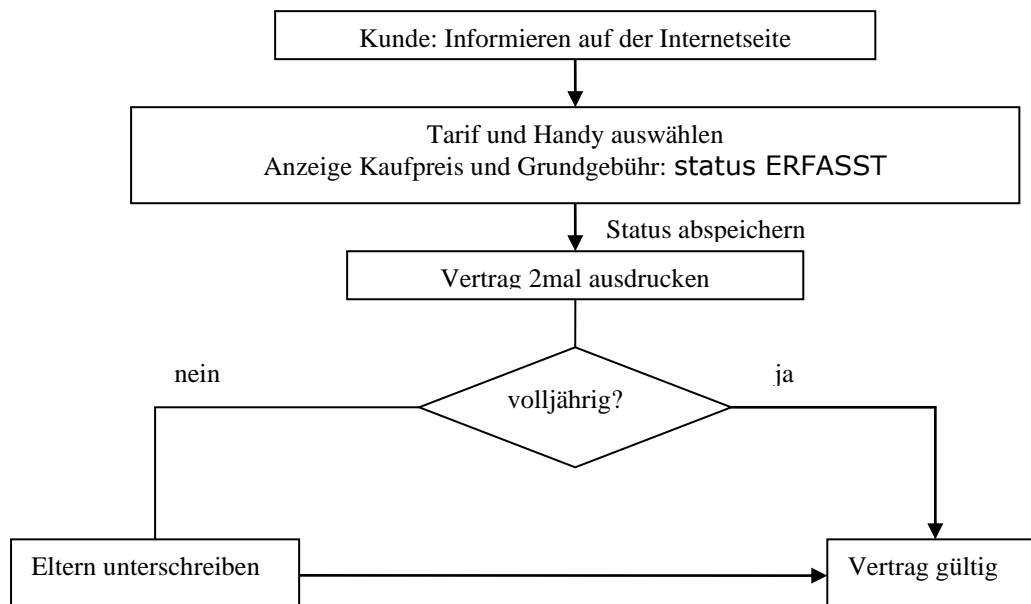 Kunde: Informieren auf der Internetseite
Tarif und Handy auswählen
Anzeige Kaufpreis und Grundgebühr: status ERFASST
Status abspeichern
Vertrag 2mal ausdrucken
nein
ja
volljährig?
Eltern unterschreiben
Vertrag gültig